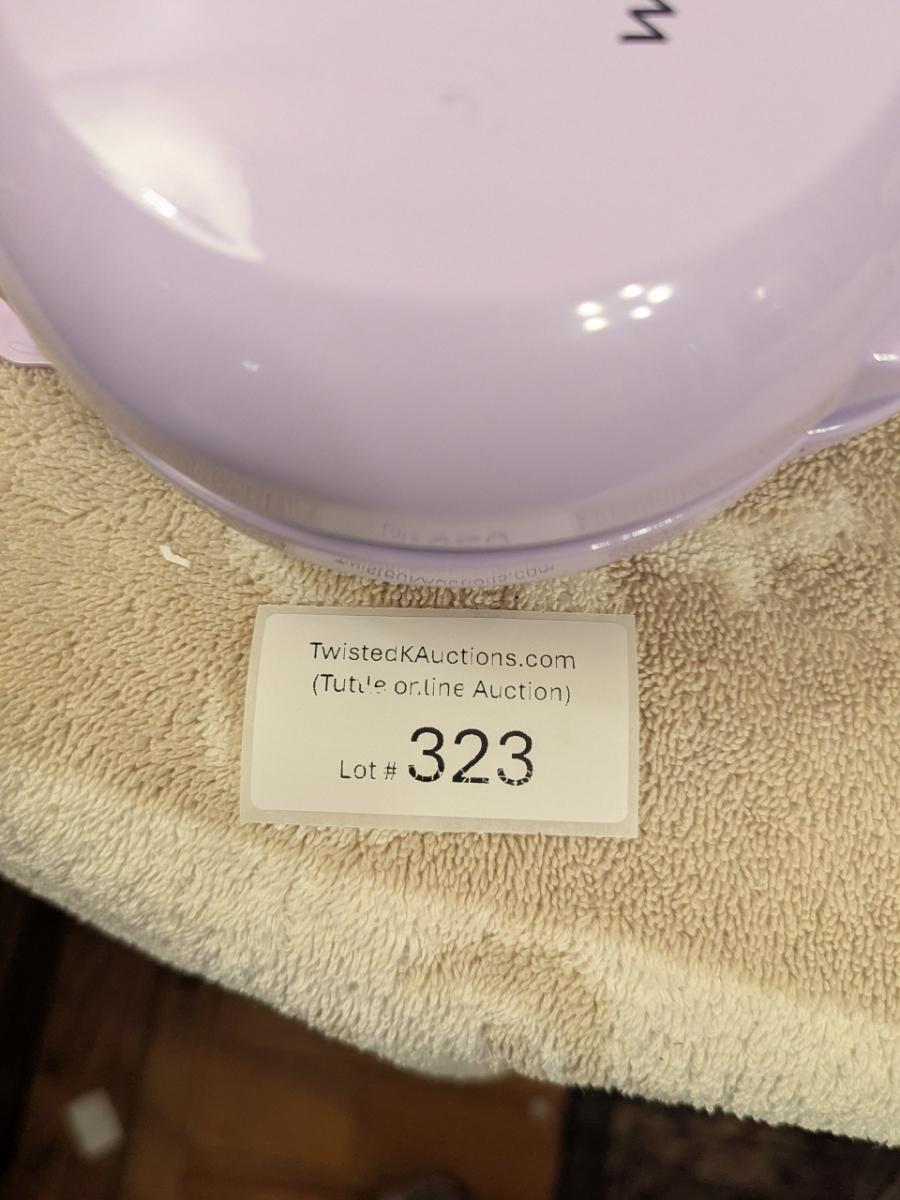 W
TwistedKAuctions.com
(Tuttle online Auction)
Lot # 323